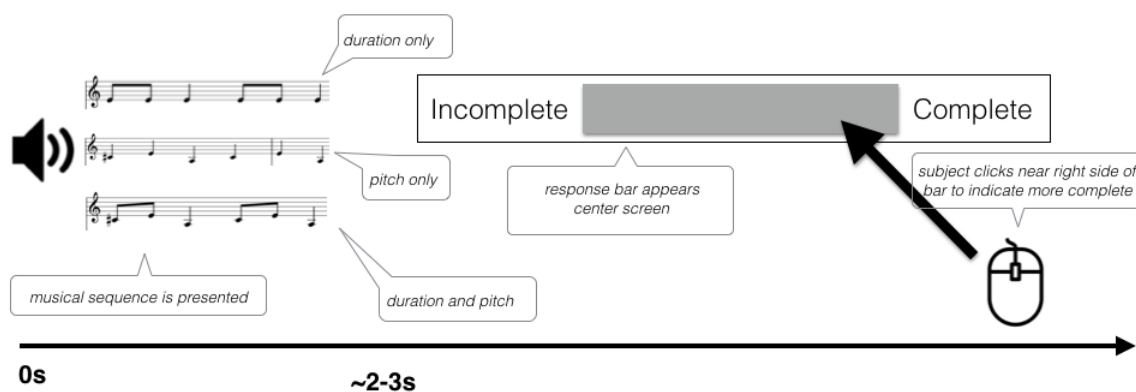 duration only
Incomplete
Complete
pitch only
response bar appears
center screen
subject clicks near right side of
bar to indicate more complete
musical sequence is presented
duration and pitch
0s
~2-3s